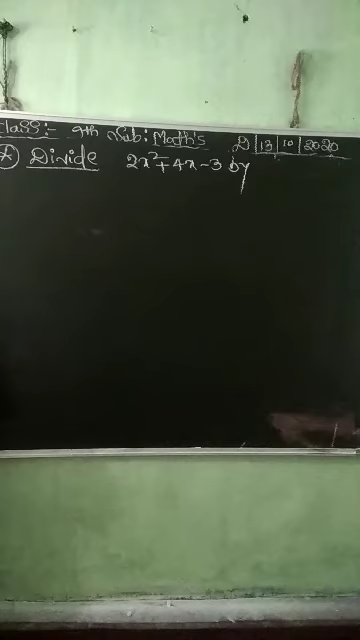 Class:- 9th Sub: Math's D|13|10|2020
* Divide 2x²+4x-3 by